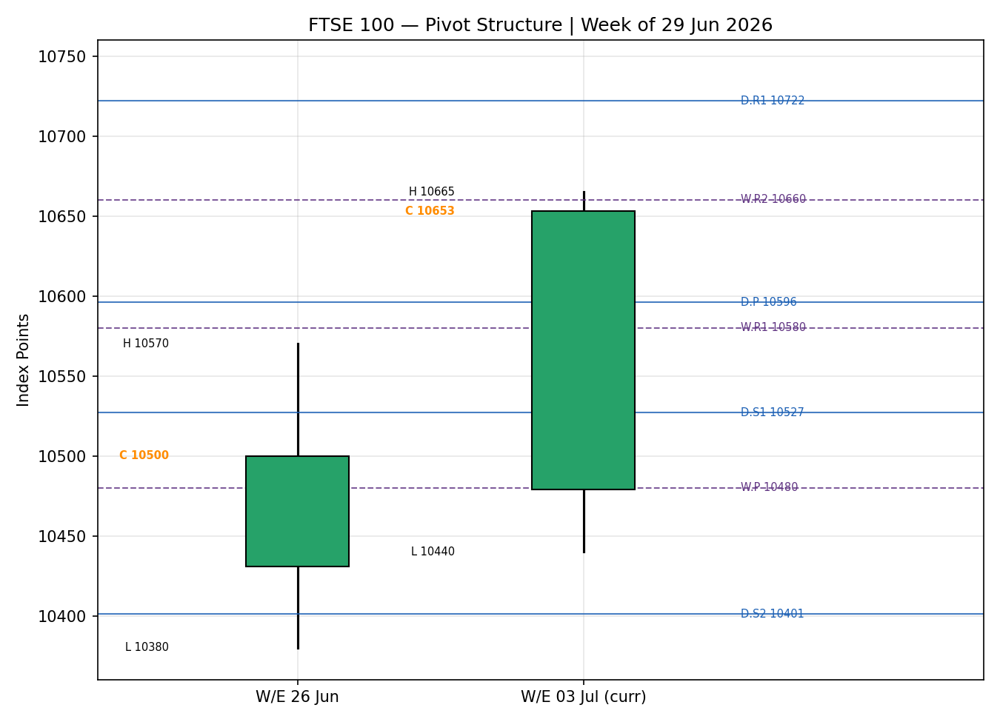 FTSE 100 — Pivot Structure | Week of 29 Jun 2026
Index Points
10750
10700
10650
10600
10550
10500
10450
10400
D.R1 10722
H 10665
W.R2 10660
C 10653
D.P 10596
W.R1 10580
H 10570
D.S1 10527
C 10500
W.P 10480
L 10440
D.S2 10401
L 10380
W/E 26 Jun
W/E 03 Jul (curr)